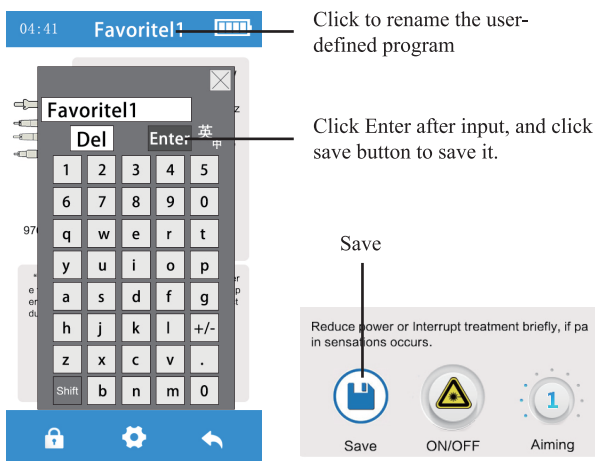 04:41 Favoritel1
Click to rename the user-
defined program
Favoritel1
Del Enter 英
中
1 2 3 4 5
6 7 8 9 0
q w e r t
y u i o p
a s d f g
h j k l +/-
z x c v .
Shift b n m 0
Click Enter after input, and click
save button to save it.
Save
Reduce power or Interrupt treatment briefly, if pa
in sensations occurs.
1
Save ON/OFF Aiming